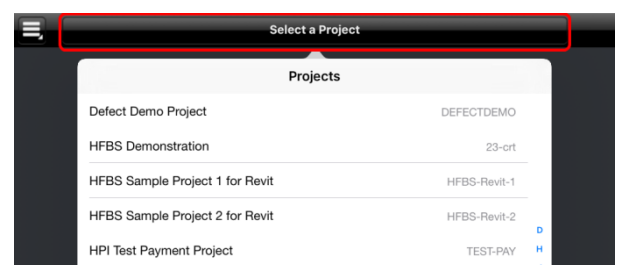 Select a Project
Projects
Defect Demo Project DEFECTDEMO
HFBS Demonstration 23-crt
HFBS Sample Project 1 for Revit HFBS-Revit-1
HFBS Sample Project 2 for Revit HFBS-Revit-2
D
HPI Test Payment Project TEST-PAY H